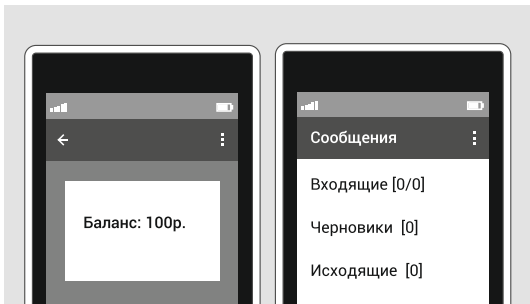 Баланс: 100р.
Сообщения
Входящие [0/0]
Черновики [0]
Исходящие [0]